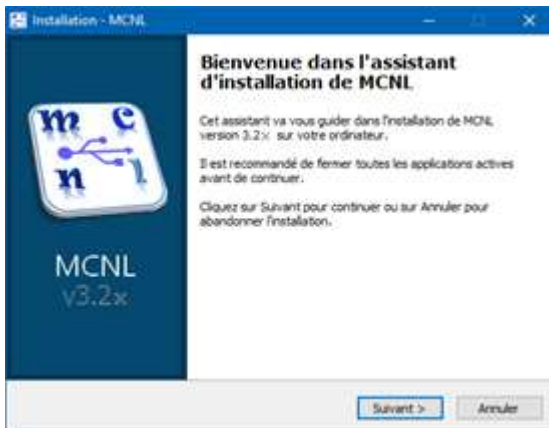 Installation - MCNL
Bienvenue dans l'assistant
d'installation de MCNL
Cet assistant va vous guider dans l'installation de MCNL
version 3.2x sur votre ordinateur.
Il est recommandé de fermer toutes les applications actives
avant de continuer.
Cliquez sur Suivant pour continuer ou sur Annuler pour
abandonner l'installation.
m c
n l
MCNL
v3.2x
Suivant >
Annuler